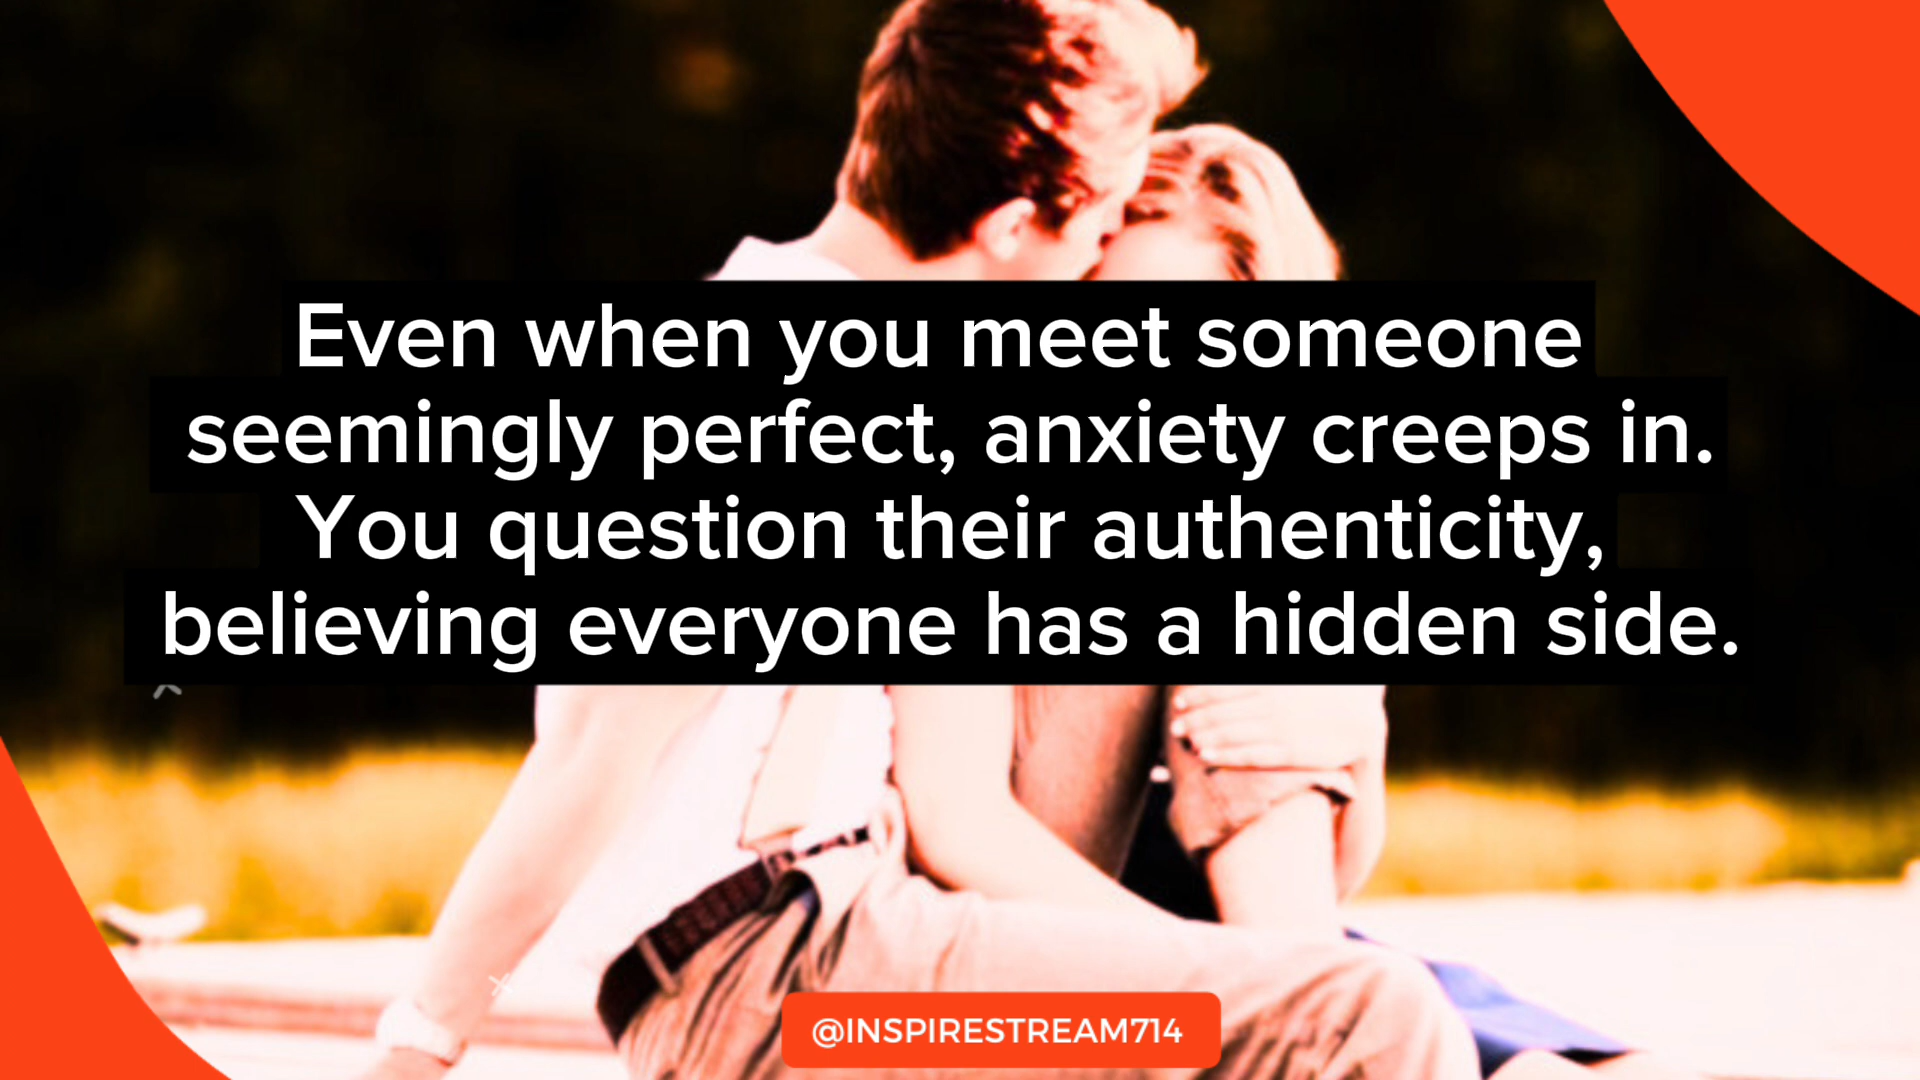 Even when you meet someone
seemingly perfect, anxiety creeps in.
You question their authenticity,
believing everyone has a hidden side.
@INSPIRESTREAM714